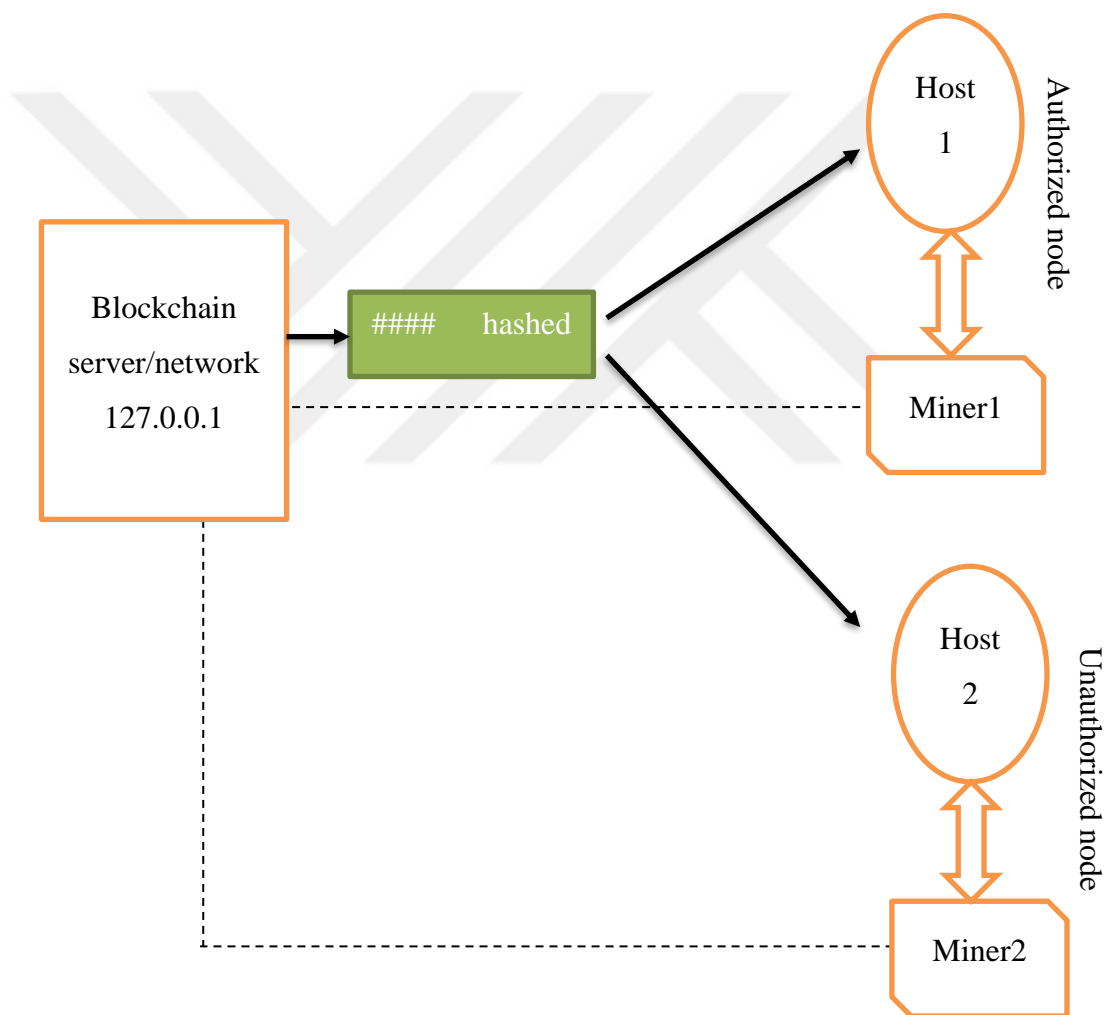 Host
1
Authorized node
Blockchain
server/network
127.0.0.1
#### hashed
Miner1
Host
2
Unauthorized node
Miner2